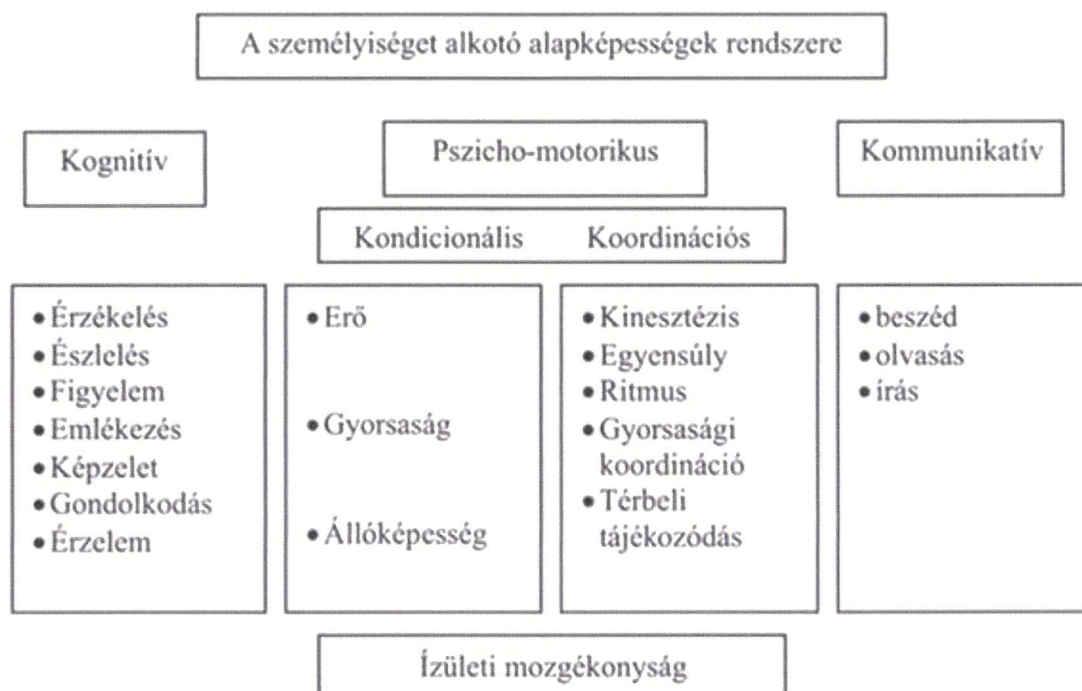 A személyiséget alkotó alapképességek rendszere
Kognitív
Pszicho-motorikus
Kommunikatív
Kondicionális Koordinációs
• Érzékelés
• Észlelés
• Figyelem
• Emlékezés
• Képzelet
• Gondolkodás
• Érzelem
• Erő
• Gyorsaság
• Állóképesség
• Kinesztézis
• Egyensúly
• Ritmus
• Gyorsasági
koordináció
• Térbeli
tájékozódás
• beszéd
• olvasás
• írás
Ízületi mozgékonyság